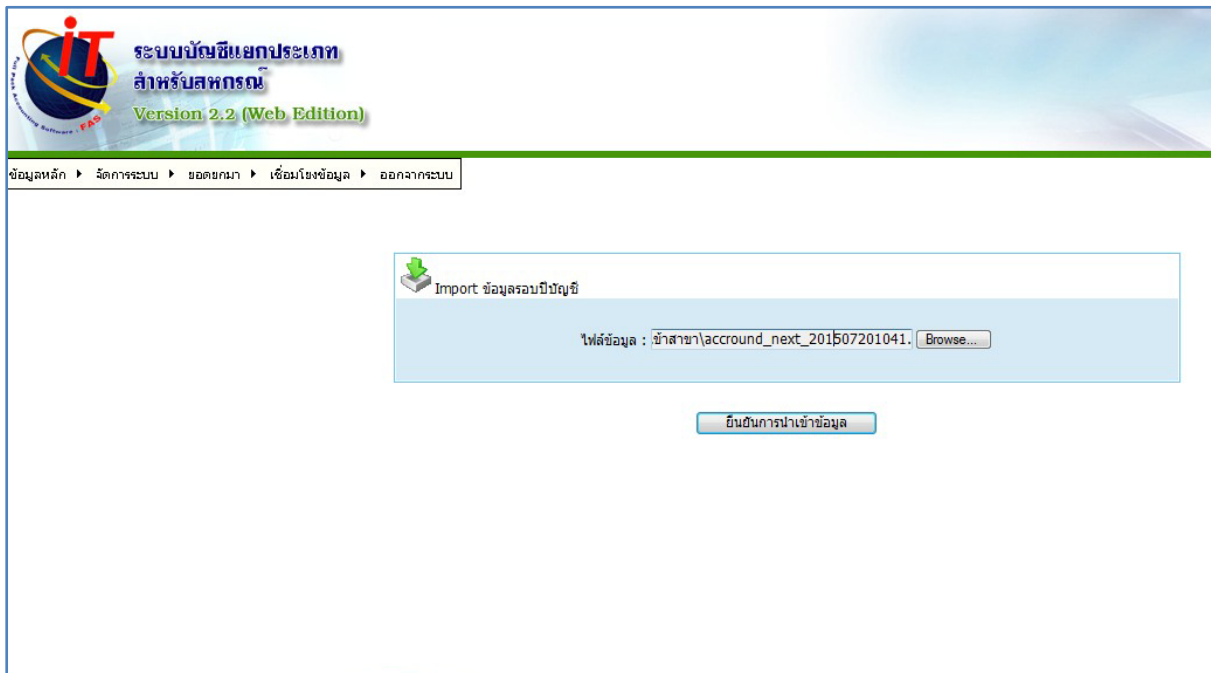 iT
Full Pack Accounting Software : FAS
ระบบบัญชีแยกประเภท
สำหรับสหกรณ์
Version 2.2 (Web Edition)
ข้อมูลหลัก ▶ จัดการระบบ ▶ ยอดยกมา ▶ เชื่อมโยงข้อมูล ▶ ออกจากระบบ
Import ข้อมูลรอบปีบัญชี
ไฟล์ข้อมูล : ข้าสาขา\accround_next_201507201041. Browse...
ยืนยันการนำเข้าข้อมูล